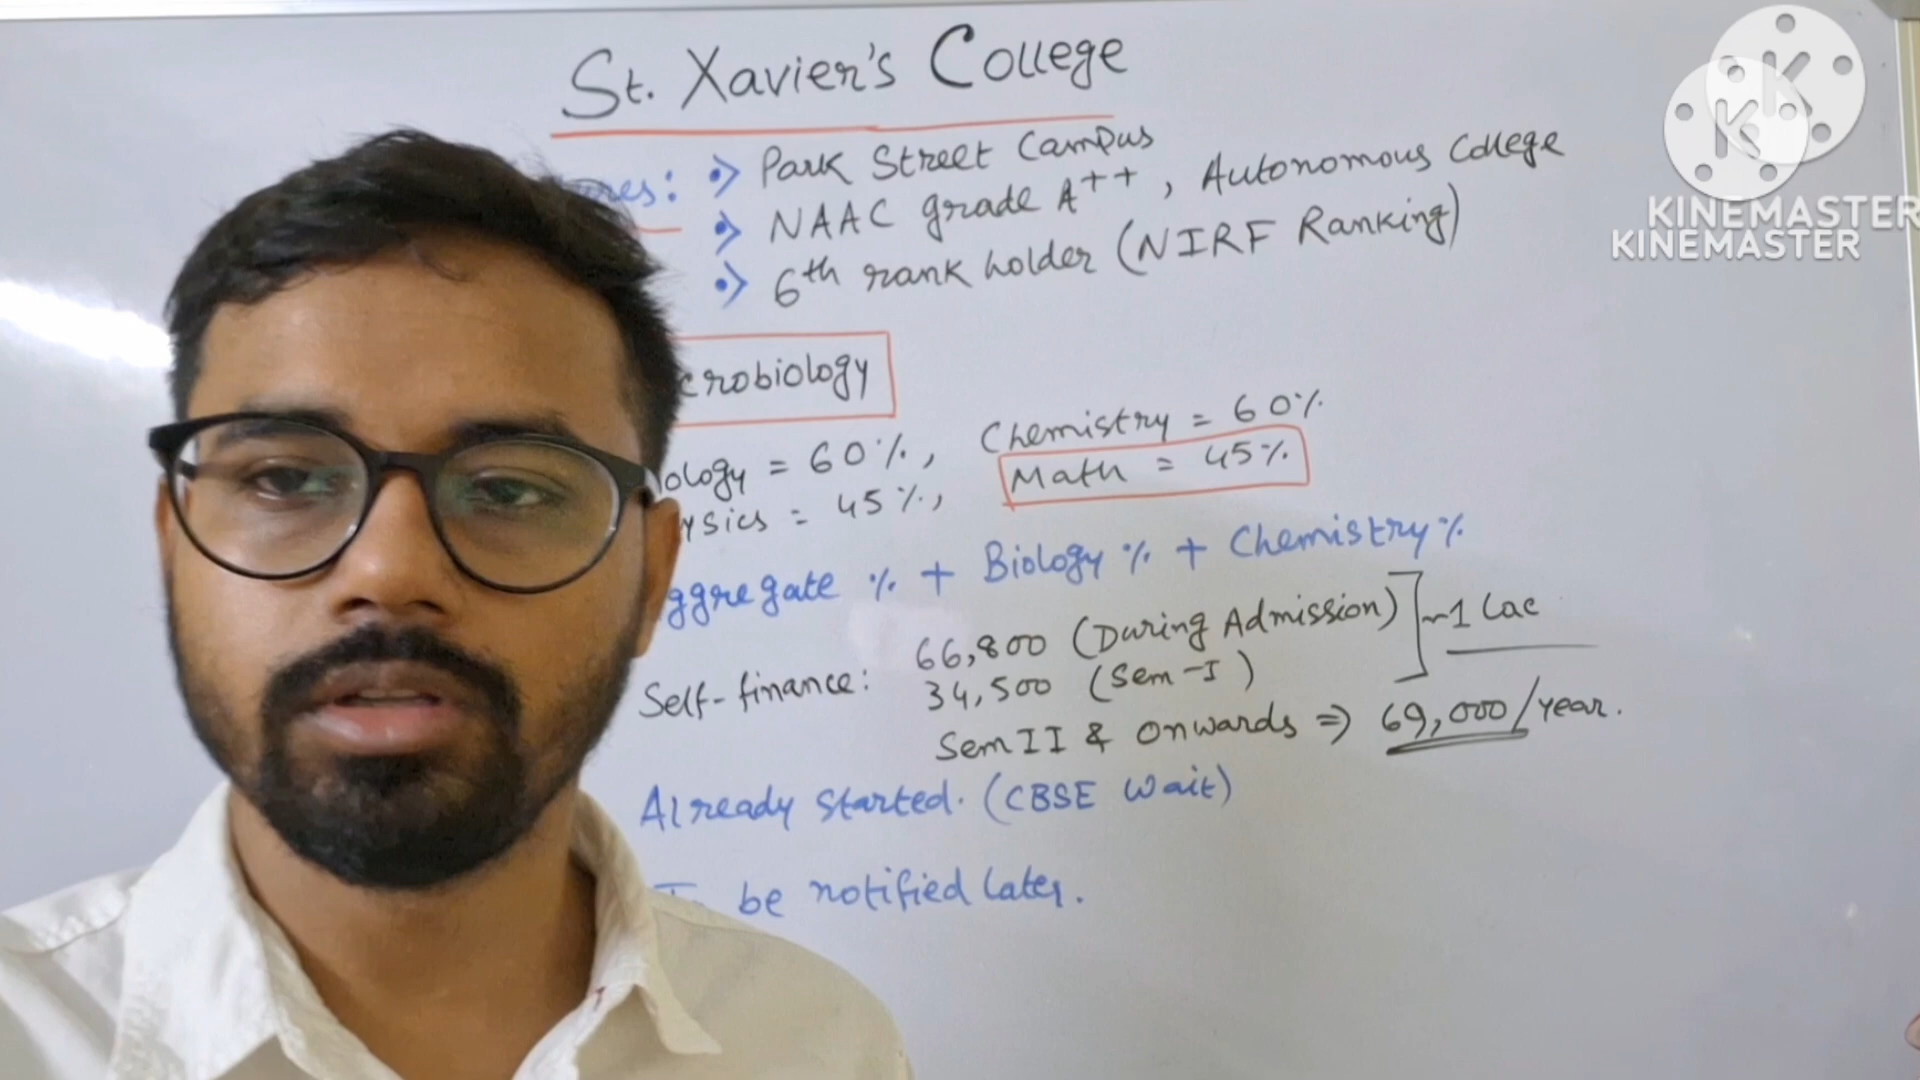 St. Xavier's College
Park Street Campus
NAAC grade A++, Autonomous College
6th rank holder (NIRF Ranking)
crobiology
ology = 60%, Chemistry = 60%
ysics = 45%, Math = 45%
ggregate % + Biology % + Chemistry %
Self-finance: 66,800 (During Admission) ~1 Lac
34,500 (Sem-I)
Sem II & Onwards ⇒ 69,000/year.
Already Started. (CBSE Wait)
be notified Later.
KINEMASTER
KINEMASTER